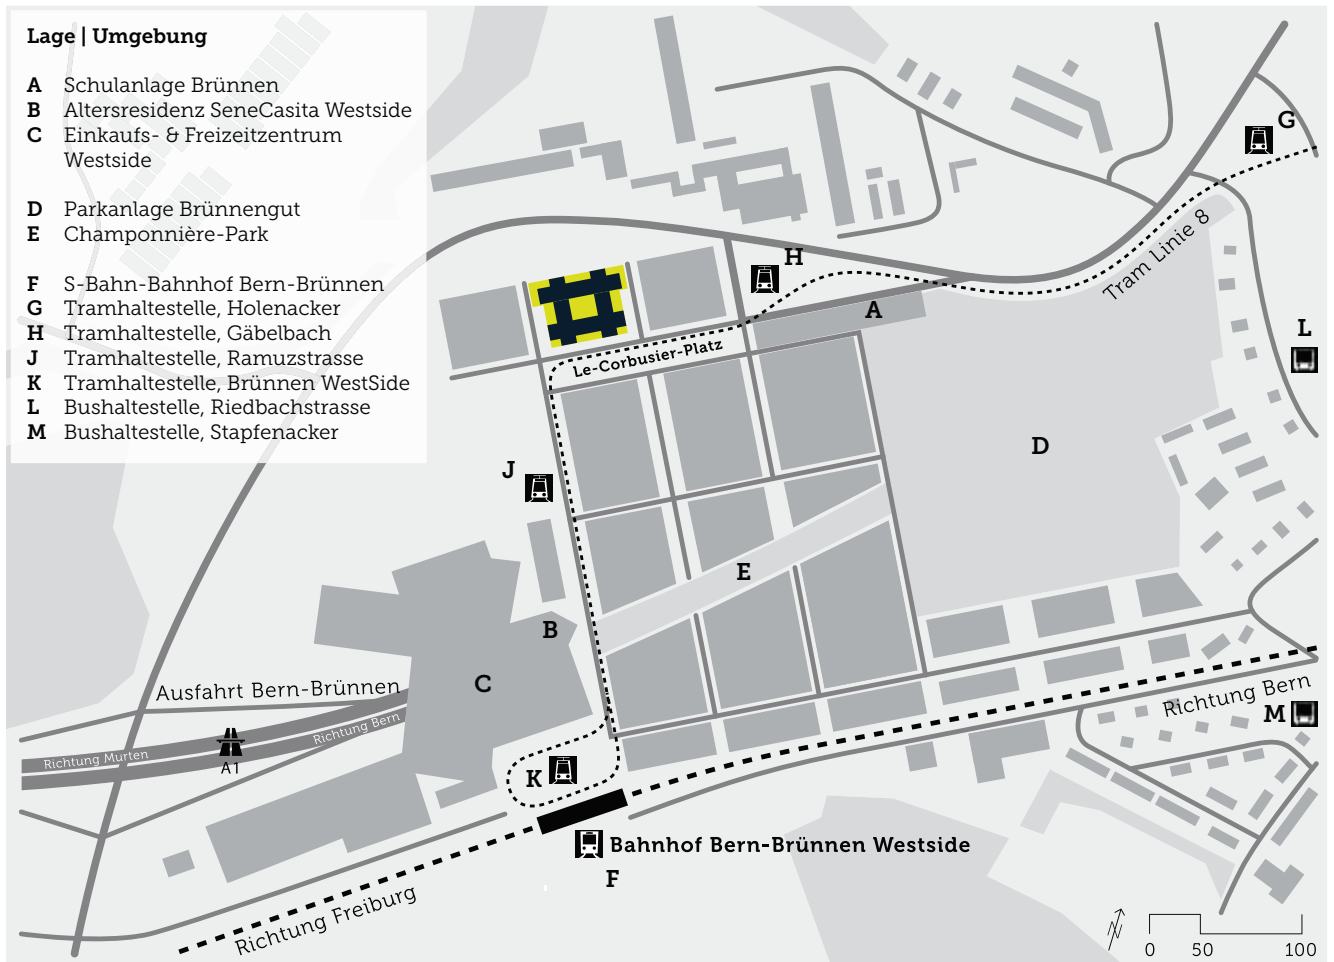 Lage | Umgebung
A Schulanlage Brünnen
B Altersresidenz SeneCasita Westside
C Einkaufs- & Freizeitzentrum
Westside
D Parkanlage Brünnengut
E Champonnière-Park
F S-Bahn-Bahnhof Bern-Brünnen
G Tramhaltestelle, Holenacker
H Tramhaltestelle, Gäbelbach
J Tramhaltestelle, Ramuzstrasse
K Tramhaltestelle, Brünnen WestSide
L Bushaltestelle, Riedbachstrasse
M Bushaltestelle, Stapfenacker
G
Tram Linie 8
H
A
L
Le-Corbusier-Platz
D
J
E
B
C
Ausfahrt Bern-Brünnen
Richtung Bern
Richtung Murten
A1
Richtung Bern
M
K
Bahnhof Bern-Brünnen Westside
F
Richtung Freiburg
0 50 100